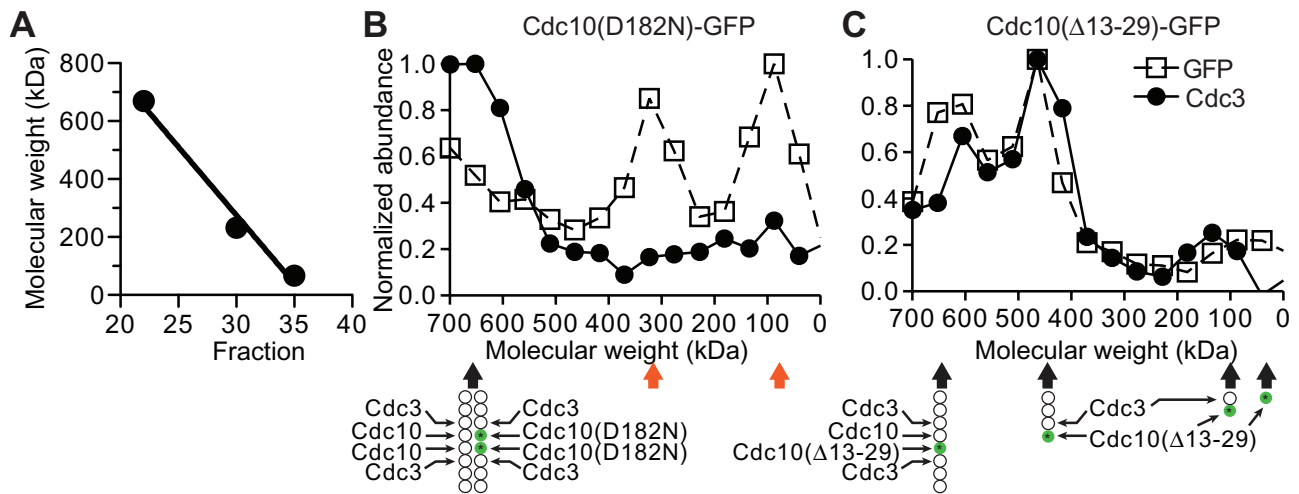 A
Molecular weight (kDa)
800
600
400
200
0
20 30 40
Fraction
B
Cdc10(D182N)-GFP
Normalized abundance
1.0
0.8
0.6
0.4
0.2
0.0
700 600 500 400 300 200 100 0
Molecular weight (kDa)
Cdc3 Cdc3
Cdc10 Cdc10(D182N)
Cdc10 Cdc10(D182N)
Cdc3 Cdc3
* *
C
Cdc10(Δ13-29)-GFP
GFP
Cdc3
1.0
0.8
0.6
0.4
0.2
0.0
700 600 500 400 300 200 100 0
Molecular weight (kDa)
Cdc3
Cdc10
Cdc10(Δ13-29)
Cdc3
Cdc3
Cdc10(Δ13-29)
* * * *